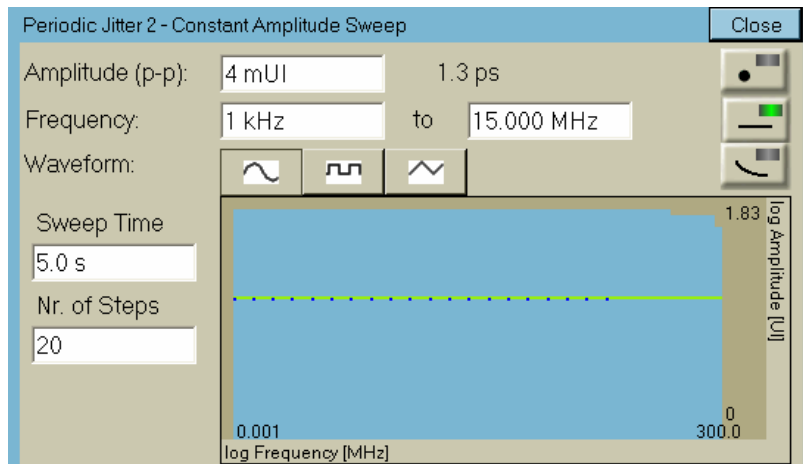 Periodic Jitter 2 - Constant Amplitude Sweep Close
Amplitude (p-p): 4 mUI 1.3 ps
Frequency: 1 kHz to 15.000 MHz
Waveform:
Sweep Time
5.0 s
Nr. of Steps
20
1.83
log Amplitude [UI]
0
0.001 300.0
log Frequency [MHz]